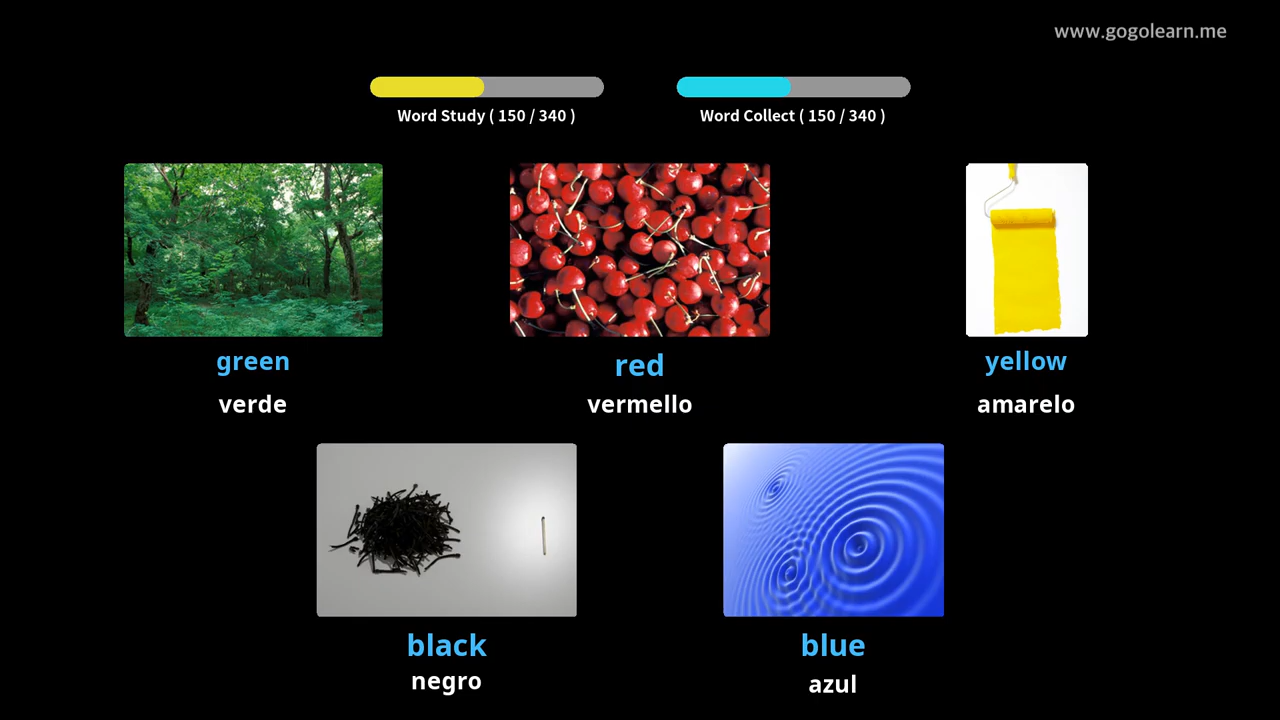 www.gogolearn.me
Word Study ( 150 / 340 )
Word Collect ( 150 / 340 )
green
red
yellow
verde
vermello
amarelo
black
blue
negro
azul